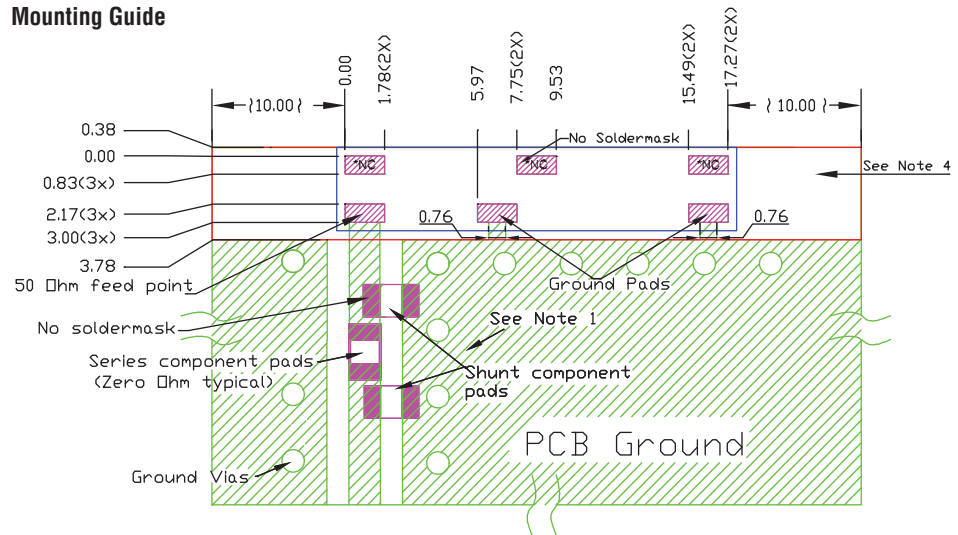 Mounting Guide
0.00
1.78(2X)
5.97
7.75(2X)
9.53
15.49(2X)
17.27(2X)
10.00
10.00
0.38
0.00
0.83(3x)
2.17(3x)
3.00(3x)
3.78
*NC
*NC
*NC
No Soldermask
See Note 4
0.76
0.76
50 Ohm feed point
Ground Pads
No soldermask
See Note 1
Series component pads
(Zero Ohm typical)
Shunt component
pads
PCB Ground
Ground Vias